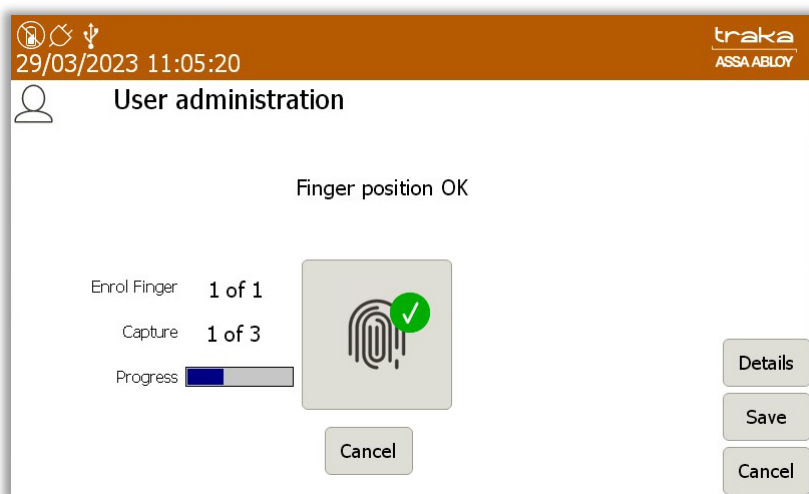 traka
29/03/2023 11:05:20
ASSA ABLOY
User administration
Finger position OK
Enrol Finger 1 of 1
Capture 1 of 3
Progress
Details
Save
Cancel
Cancel